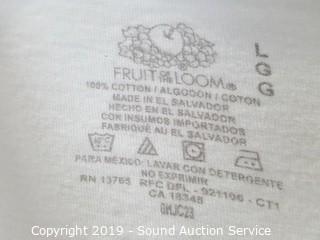 FRUIT OF THE LOOM®
L
G
G
100% COTTON / ALGODON / COTON
MADE IN EL SALVADOR
HECHO EN EL SALVADOR
CON INSUMOS IMPORTADOS
FABRIQUÉ AU EL SALVADOR
PARA MÉXICO: LAVAR CON DETERGENTE
NO EXPRIMIR
RN 13765 RFC DFL - 921106 - CT1
CA 18348
Copyright 2019 - Sound Auction Service